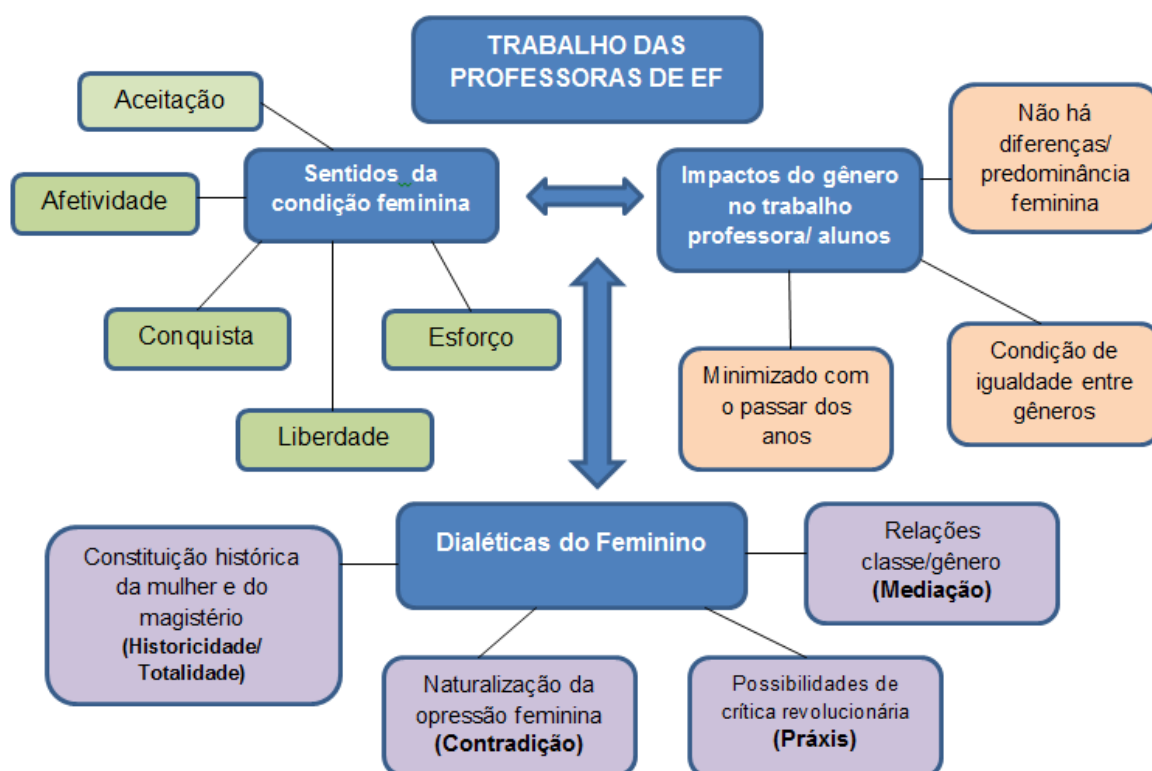 TRABALHO DAS
PROFESSORAS DE EF
Aceitação
Sentidos da
condição feminina
Afetividade
Conquista
Liberdade
Esforço
Impactos do gênero
no trabalho
professora/ alunos
Não há
diferenças/
predominância
feminina
Minimizado com
o passar dos
anos
Condição de
igualdade entre
gêneros
Dialéticas do Feminino
Constituição histórica
da mulher e do
magistério
(Historicidade/
Totalidade)
Naturalização da
opressão feminina
(Contradição)
Possibilidades de
crítica revolucionária
(Práxis)
Relações
classe/gênero
(Mediação)